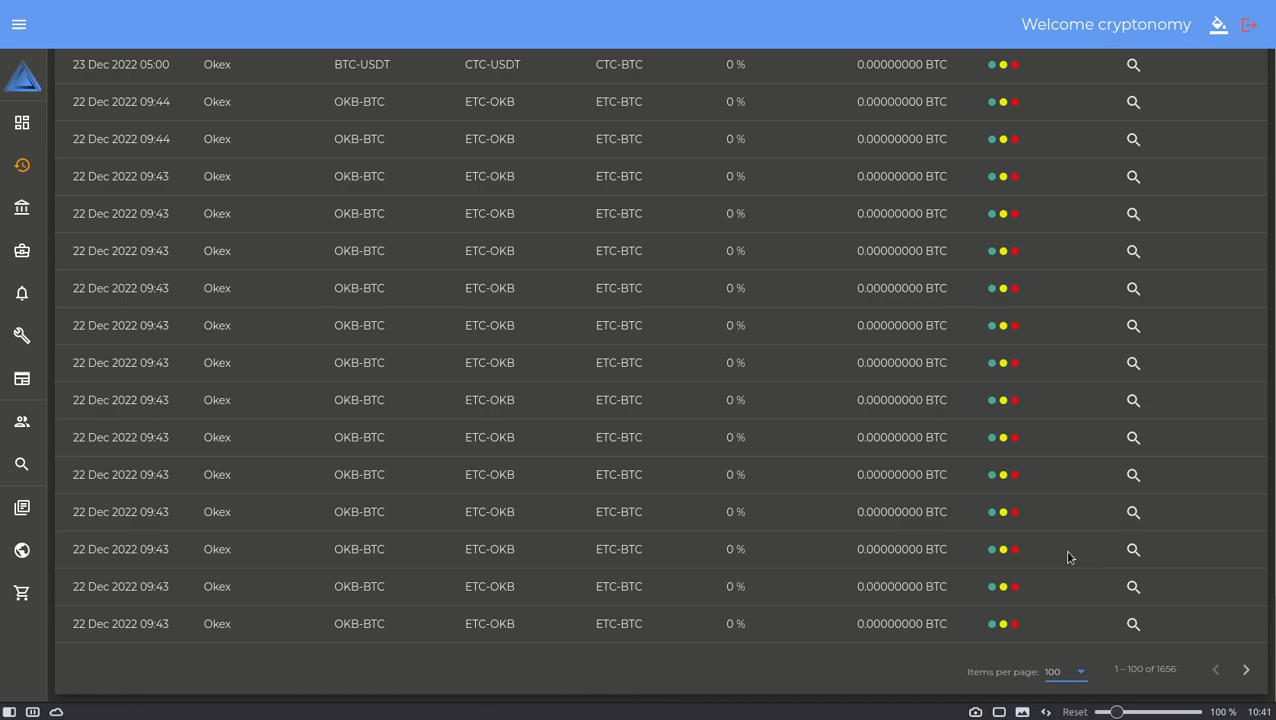 Welcome cryptonomy
23 Dec 2022 05:00 Okex BTC-USDT CTC-USDT CTC-BTC 0 % 0.00000000 BTC
22 Dec 2022 09:44 Okex OKB-BTC ETC-OKB ETC-BTC 0 % 0.00000000 BTC
22 Dec 2022 09:44 Okex OKB-BTC ETC-OKB ETC-BTC 0 % 0.00000000 BTC
22 Dec 2022 09:43 Okex OKB-BTC ETC-OKB ETC-BTC 0 % 0.00000000 BTC
22 Dec 2022 09:43 Okex OKB-BTC ETC-OKB ETC-BTC 0 % 0.00000000 BTC
22 Dec 2022 09:43 Okex OKB-BTC ETC-OKB ETC-BTC 0 % 0.00000000 BTC
22 Dec 2022 09:43 Okex OKB-BTC ETC-OKB ETC-BTC 0 % 0.00000000 BTC
22 Dec 2022 09:43 Okex OKB-BTC ETC-OKB ETC-BTC 0 % 0.00000000 BTC
22 Dec 2022 09:43 Okex OKB-BTC ETC-OKB ETC-BTC 0 % 0.00000000 BTC
22 Dec 2022 09:43 Okex OKB-BTC ETC-OKB ETC-BTC 0 % 0.00000000 BTC
22 Dec 2022 09:43 Okex OKB-BTC ETC-OKB ETC-BTC 0 % 0.00000000 BTC
22 Dec 2022 09:43 Okex OKB-BTC ETC-OKB ETC-BTC 0 % 0.00000000 BTC
22 Dec 2022 09:43 Okex OKB-BTC ETC-OKB ETC-BTC 0 % 0.00000000 BTC
22 Dec 2022 09:43 Okex OKB-BTC ETC-OKB ETC-BTC 0 % 0.00000000 BTC
22 Dec 2022 09:43 Okex OKB-BTC ETC-OKB ETC-BTC 0 % 0.00000000 BTC
22 Dec 2022 09:43 Okex OKB-BTC ETC-OKB ETC-BTC 0 % 0.00000000 BTC
Items per page: 100 1 – 100 of 1656
Reset 100 % 10:41